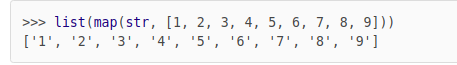 >>> list(map(str, [1, 2, 3, 4, 5, 6, 7, 8, 9]))
['1', '2', '3', '4', '5', '6', '7', '8', '9']